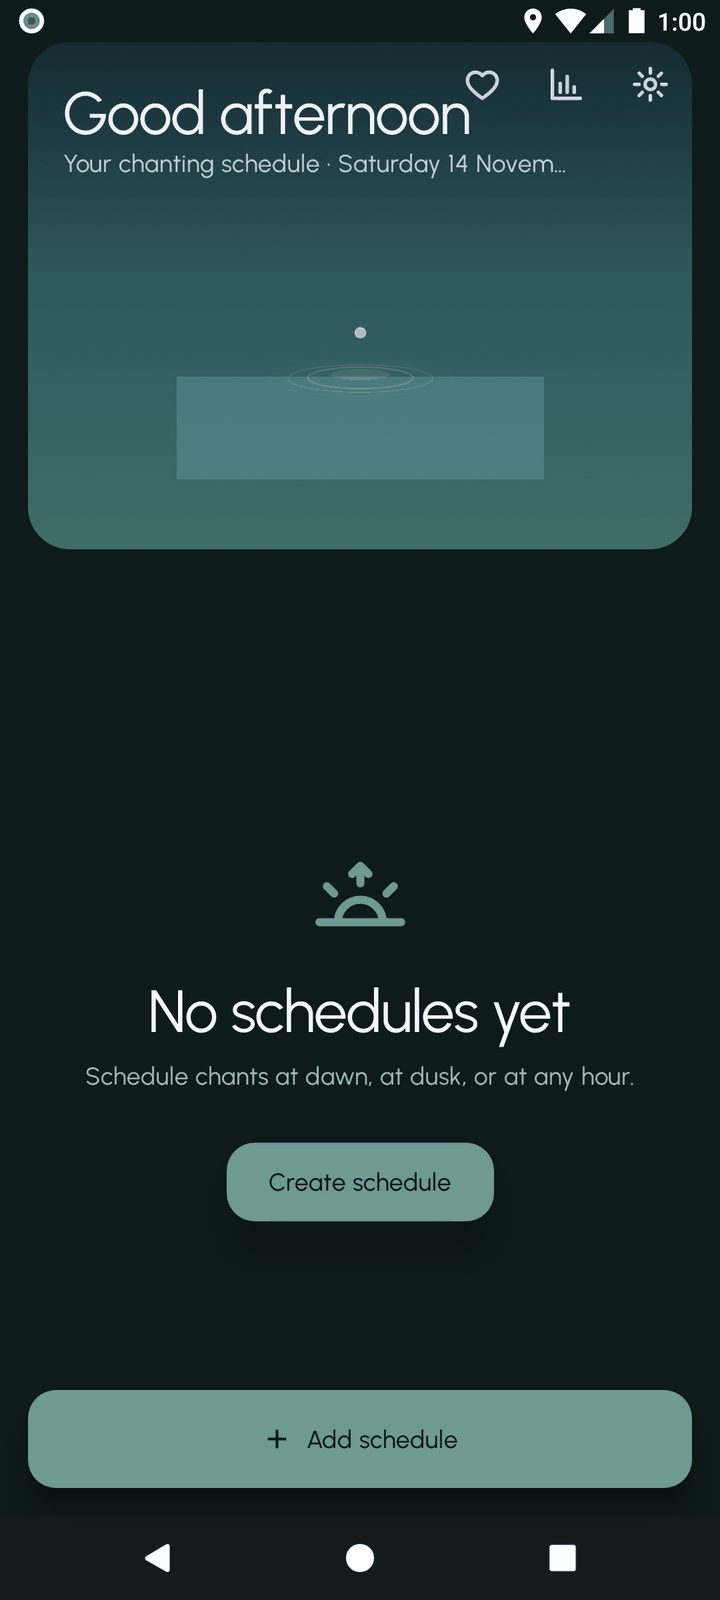 1:00
Good afternoon
Your chanting schedule · Saturday 14 Novem...
No schedules yet
Schedule chants at dawn, at dusk, or at any hour.
Create schedule
+ Add schedule